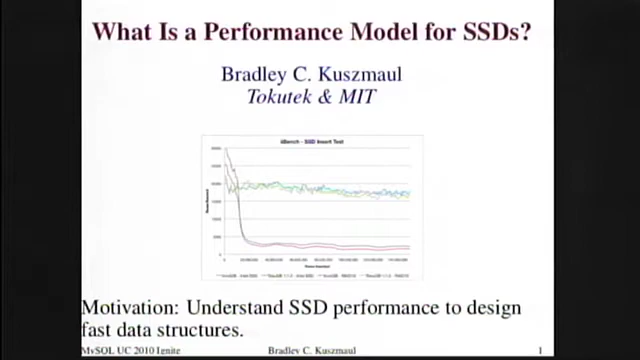 What Is a Performance Model for SSDs?
Bradley C. Kuszmaul
Tokutek & MIT
iiBench - SSD Insert Test
Motivation: Understand SSD performance to design
fast data structures.
MySQL UC 2010 Ignite
Bradley C. Kuszmaul
1